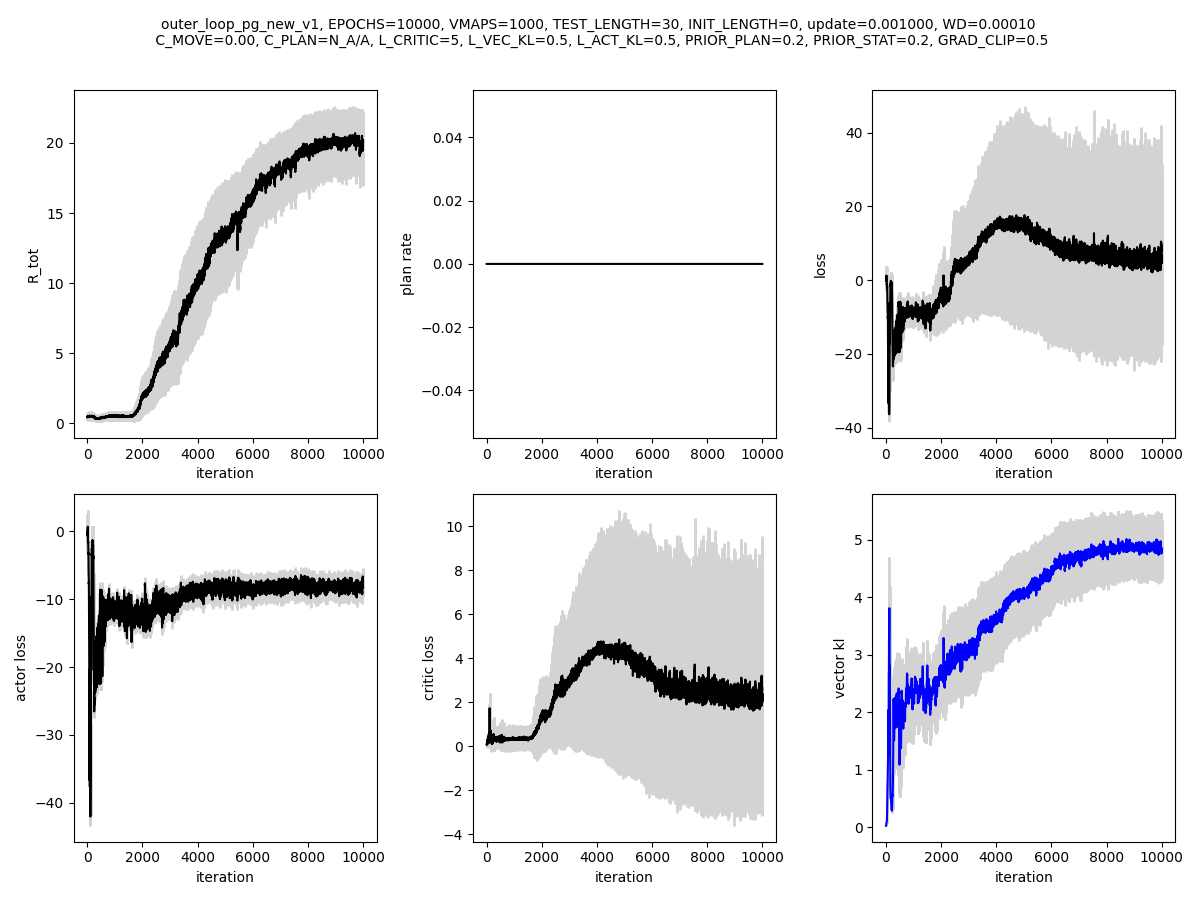 outer_loop_pg_new_v1, EPOCHS=10000, VMAPS=1000, TEST_LENGTH=30, INIT_LENGTH=0, update=0.001000, WD=0.00010
C_MOVE=0.00, C_PLAN=N_A/A, L_CRITIC=5, L_VEC_KL=0.5, L_ACT_KL=0.5, PRIOR_PLAN=0.2, PRIOR_STAT=0.2, GRAD_CLIP=0.5
R_tot
20
15
10
5
0
0 2000 4000 6000 8000 10000
iteration
plan rate
0.04
0.02
0.00
−0.02
−0.04
0 2000 4000 6000 8000 10000
iteration
loss
40
20
0
−20
−40
0 2000 4000 6000 8000 10000
iteration
actor loss
0
−10
−20
−30
−40
0 2000 4000 6000 8000 10000
iteration
critic loss
10
8
6
4
2
0
−2
−4
0 2000 4000 6000 8000 10000
iteration
vector kl
5
4
3
2
1
0
0 2000 4000 6000 8000 10000
iteration